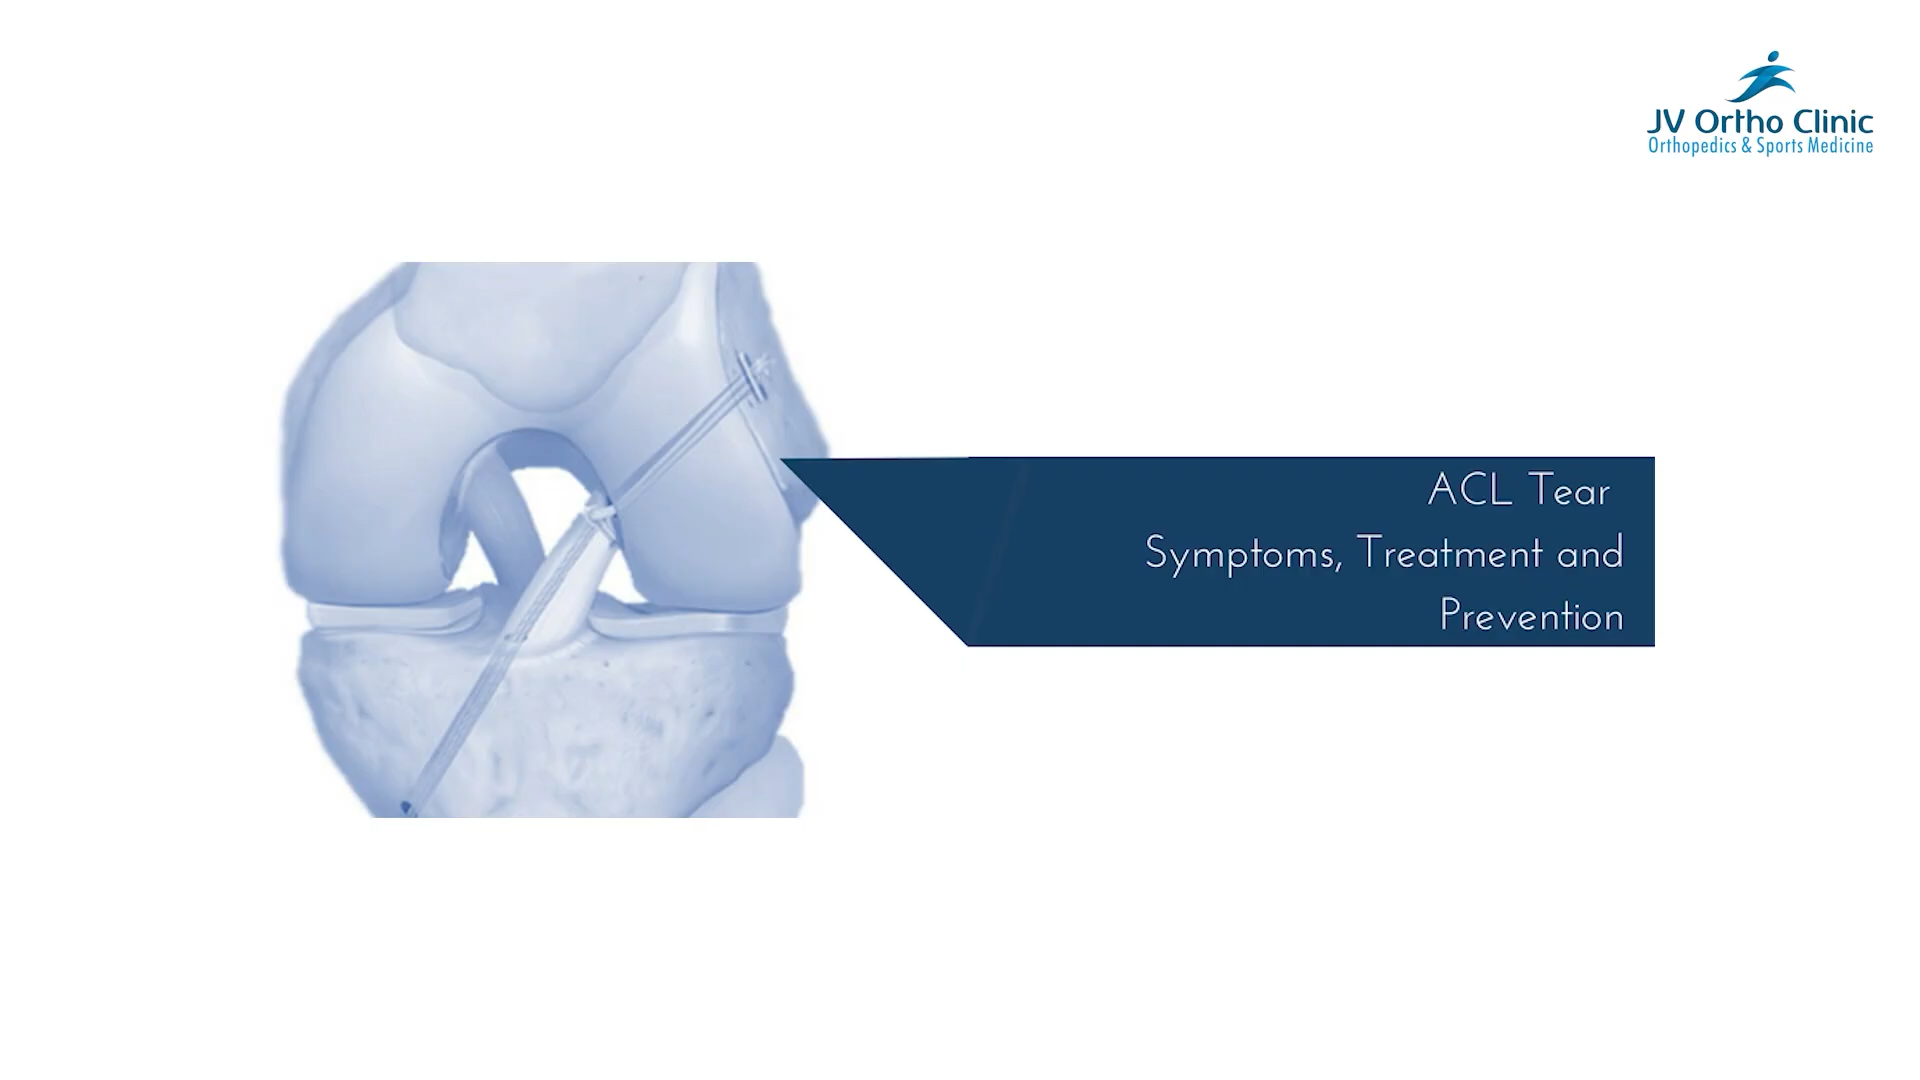 JV Ortho Clinic
Orthopedics & Sports Medicine
ACL Tear
Symptoms, Treatment and
Prevention